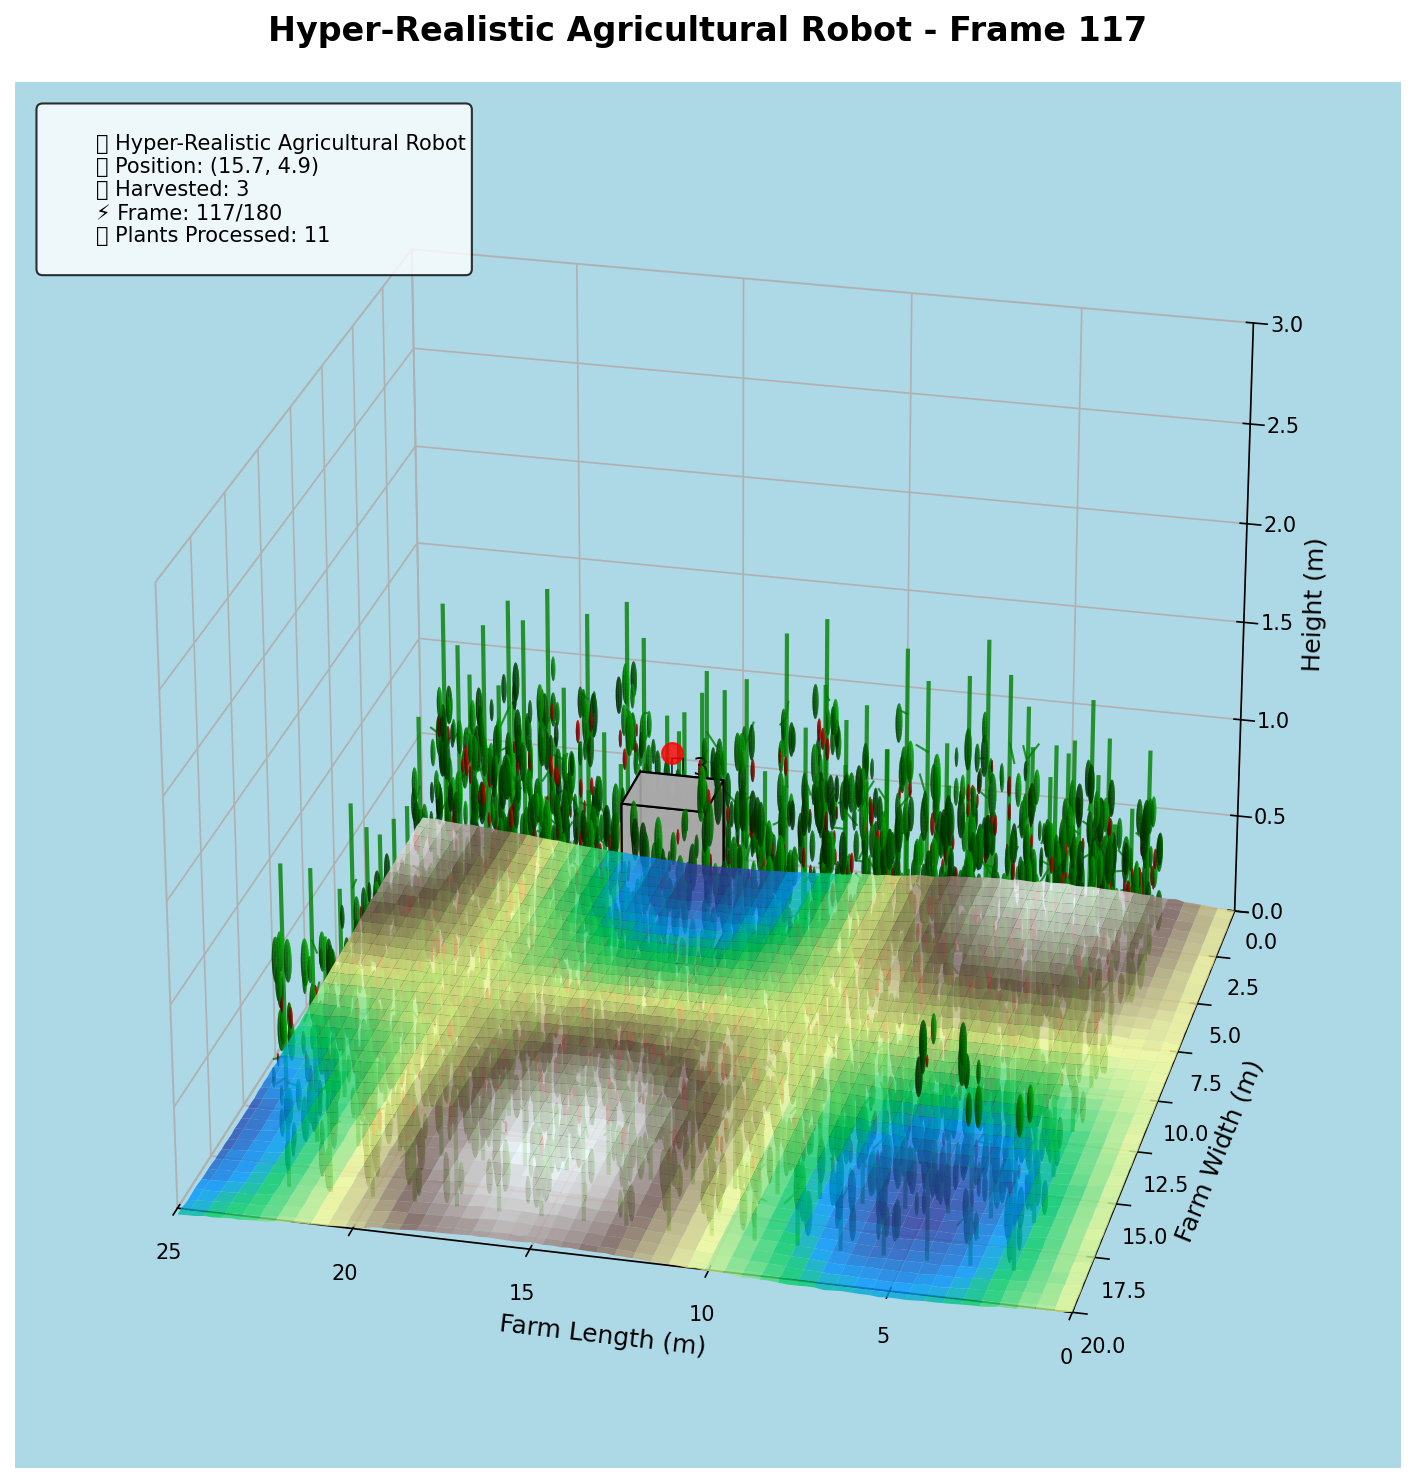 Hyper-Realistic Agricultural Robot - Frame 117
▯ Hyper-Realistic Agricultural Robot
▯ Position: (15.7, 4.9)
▯ Harvested: 3
⚡ Frame: 117/180
▯ Plants Processed: 11
3.0
2.5
2.0
1.5
1.0
0.5
0.0
Height (m)
3
0.0
2.5
5.0
7.5
10.0
12.5
15.0
17.5
20.0
Farm Width (m)
25
20
15
10
5
0
Farm Length (m)